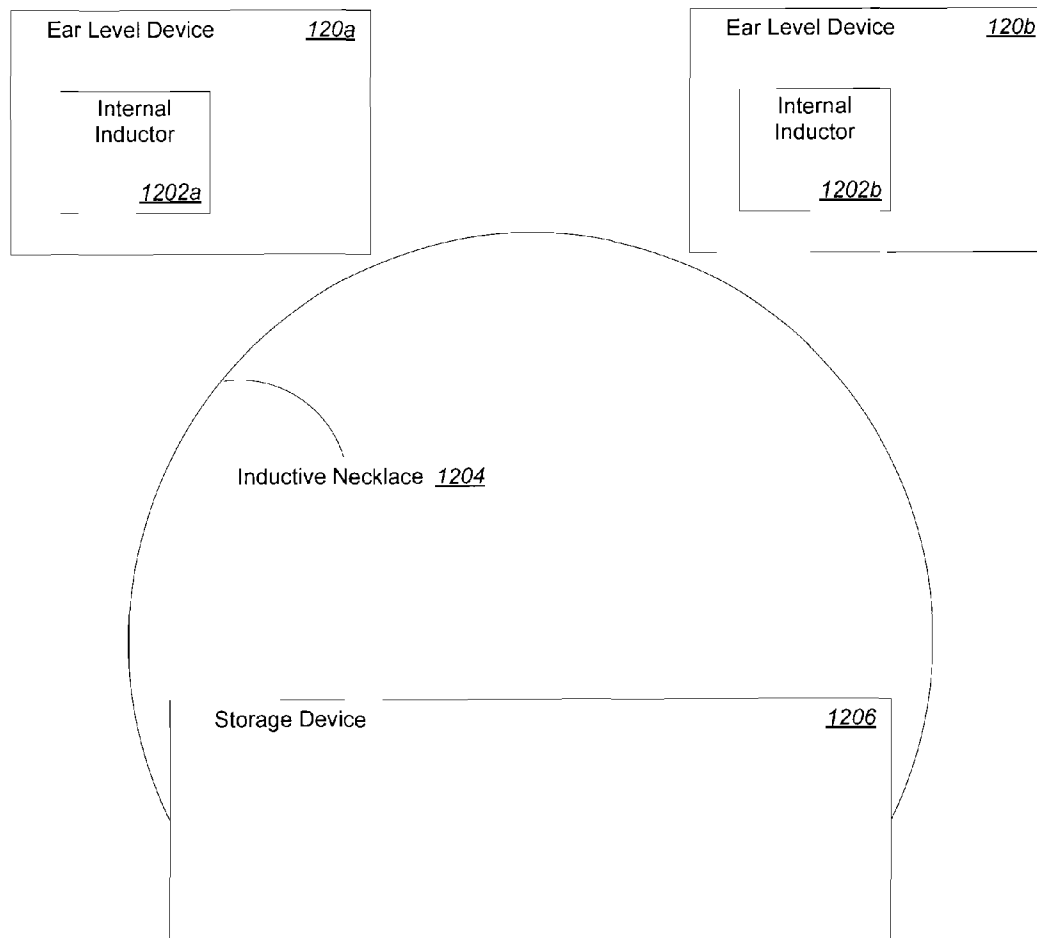 Ear Level Device 120a
Internal
Inductor
1202a
Ear Level Device 120b
Internal
Inductor
1202b
Inductive Necklace 1204
Storage Device 1206